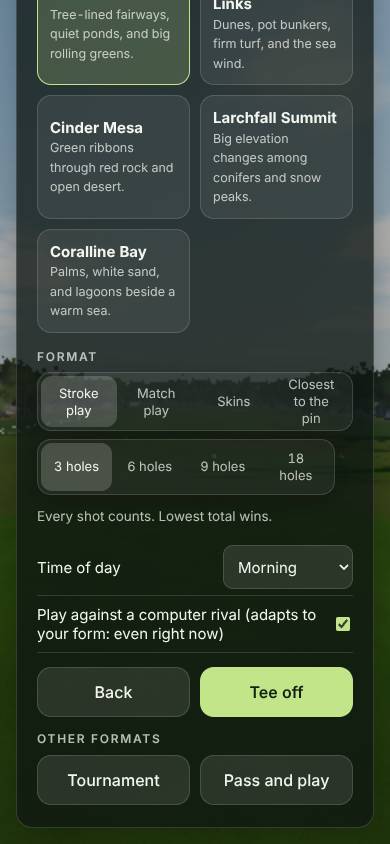 Links
Tree-lined fairways,
quiet ponds, and big
rolling greens.
Dunes, pot bunkers,
firm turf, and the sea
wind.
Cinder Mesa
Green ribbons
through red rock and
open desert.
Larchfall Summit
Big elevation
changes among
conifers and snow
peaks.
Coralline Bay
Palms, white sand,
and lagoons beside a
warm sea.
FORMAT
Stroke
play
Match
play
Skins
Closest
to the
pin
3 holes
6 holes
9 holes
18
holes
Every shot counts. Lowest total wins.
Time of day
Morning
Play against a computer rival (adapts to
your form: even right now)
Back
Tee off
OTHER FORMATS
Tournament
Pass and play